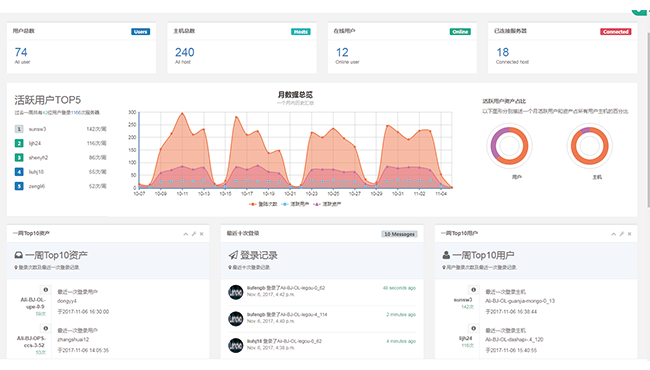 用户总数 Users
74
All user
主机总数 Hosts
240
All host
在线用户 Online
12
Online user
已连接服务器 Connected
18
Connected host
活跃用户TOP5
过去一周共有42位用户登录1166次服务器.
1 sunsw3 142次/周
2 ljh24 116次/周
3 shenyh2 86次/周
4 liuhj18 55次/周
5 zengl6 52次/周
月数据总览
一个月内历史汇总
300
250
200
150
100
50
0
10-07 10-09 10-11 10-13 10-15 10-17 10-19 10-21 10-23 10-25 10-27 10-29 10-31 11-02 11-04
登陆次数 活跃用户 活跃资产
活跃用户资产占比
以下图形分别描述一个月活跃用户和资产占所有用户主机的百分比
用户
主机
一周Top10资产
一周Top10资产
登录次数及最近一次登录记录
Ali-BJ-OL-
59次
最近一次登录用户
dongyy4
于2017-11-06 16:30:00
Ali-BJ-OPS-
ccs-3-52
53次
最近一次登录用户
zhangshuai12
于2017-11-06 14:05:35
最近十次登录 10 Messages
登录记录
最近十次登录记录
liufengb 登录了Ali-BJ-OL-legou-0_62 46 seconds ago
Nov. 6, 2017, 4:42 p.m.
liufengb 登录了Ali-BJ-OL-legou-4_114 2 minutes ago
Nov. 6, 2017, 4:40 p.m.
liuhj18 登录了Ali-BJ-OL-legou-0_62 4 minutes ago
Nov. 6, 2017, 4:38 p.m.
一周Top10用户
一周Top10用户
用户登录次数及最近一次登录记录
sunsw3
142次
最近一次登录主机
Ali-BJ-OL-guanjia-mongo-0_13
于2017-11-06 16:38:44
ljh24
116次
最近一次登录主机
Ali-BJ-OL-dashapi-4_120
于2017-11-06 15:40:55